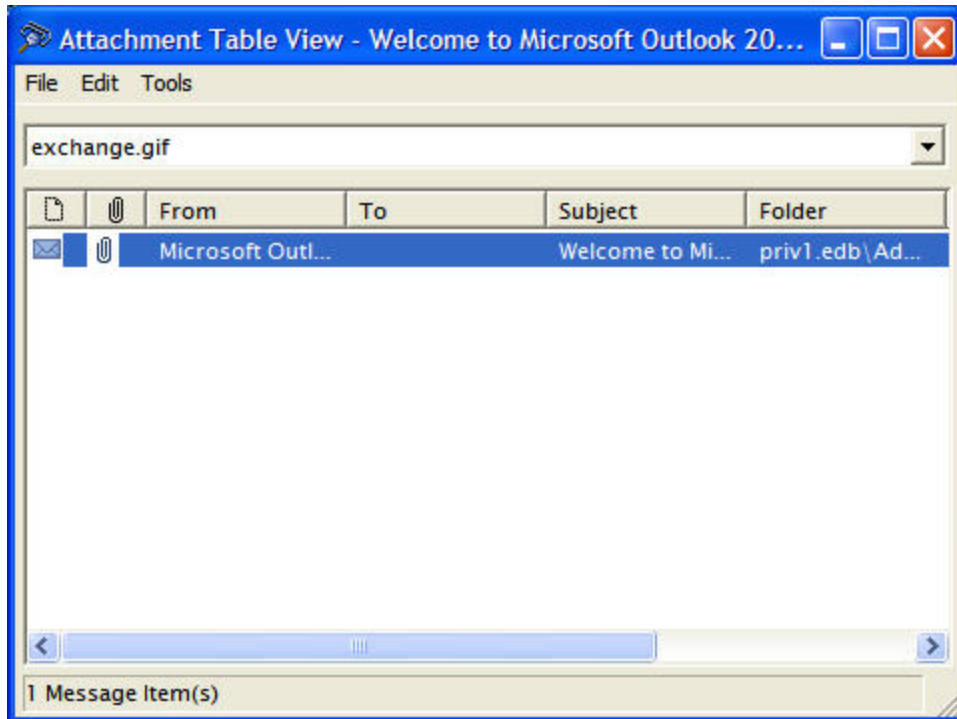 Attachment Table View - Welcome to Microsoft Outlook 20...
File Edit Tools
exchange.gif
From To Subject Folder
Microsoft Outl... Welcome to Mi... priv1.edb\Ad...
1 Message Item(s)